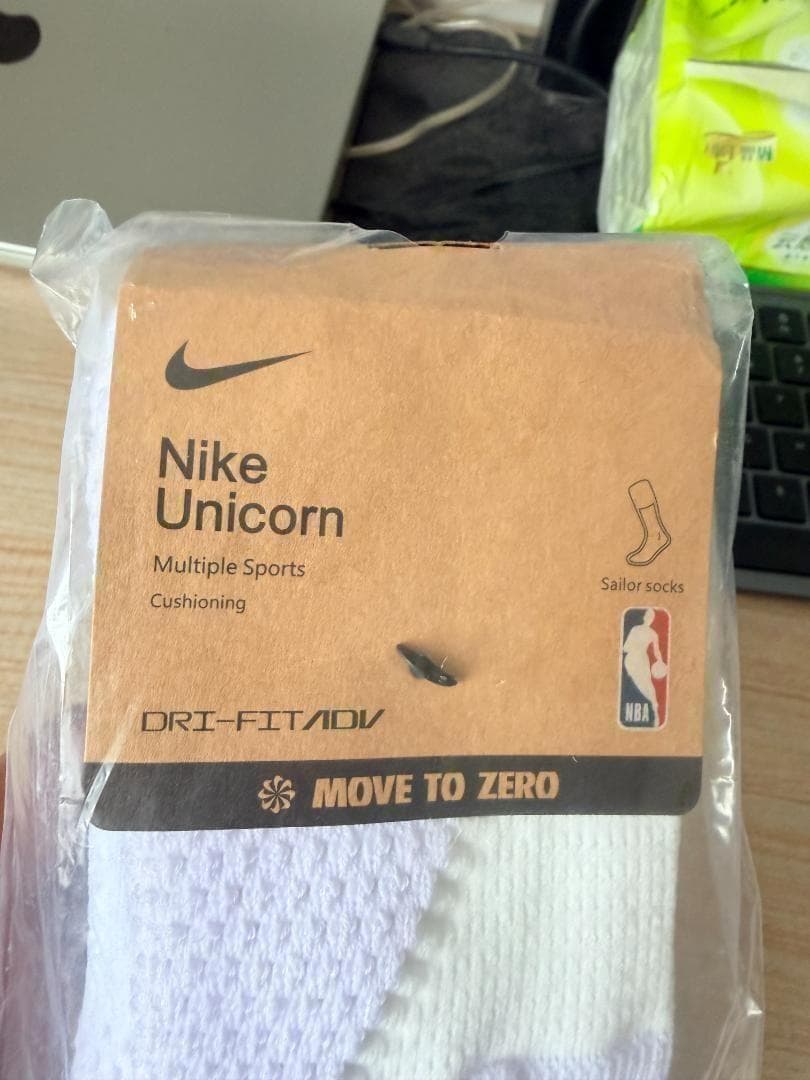 Nike
Unicorn
Multiple Sports
Cushioning
Sailor socks
NBA
DRI-FIT ADV
MOVE TO ZERO